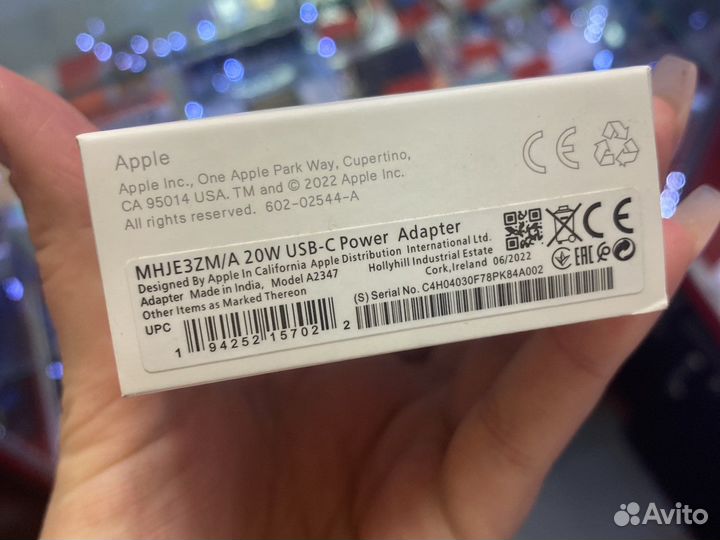 Apple
Apple Inc., One Apple Park Way, Cupertino,
CA 95014 USA. TM and © 2022 Apple Inc.
All rights reserved. 602-02544-A
CE
MHJE3ZM/A 20W USB-C Power Adapter
Designed By Apple In California Apple Distribution International Ltd.
Adapter Made in India, Model A2347 Hollyhill Industrial Estate
Other Items as Marked Thereon Cork,Ireland 06/2022
EAC
UPC
(S) Serial No. C4H04030F78PK84A002
1 94252 15702 2
Avito